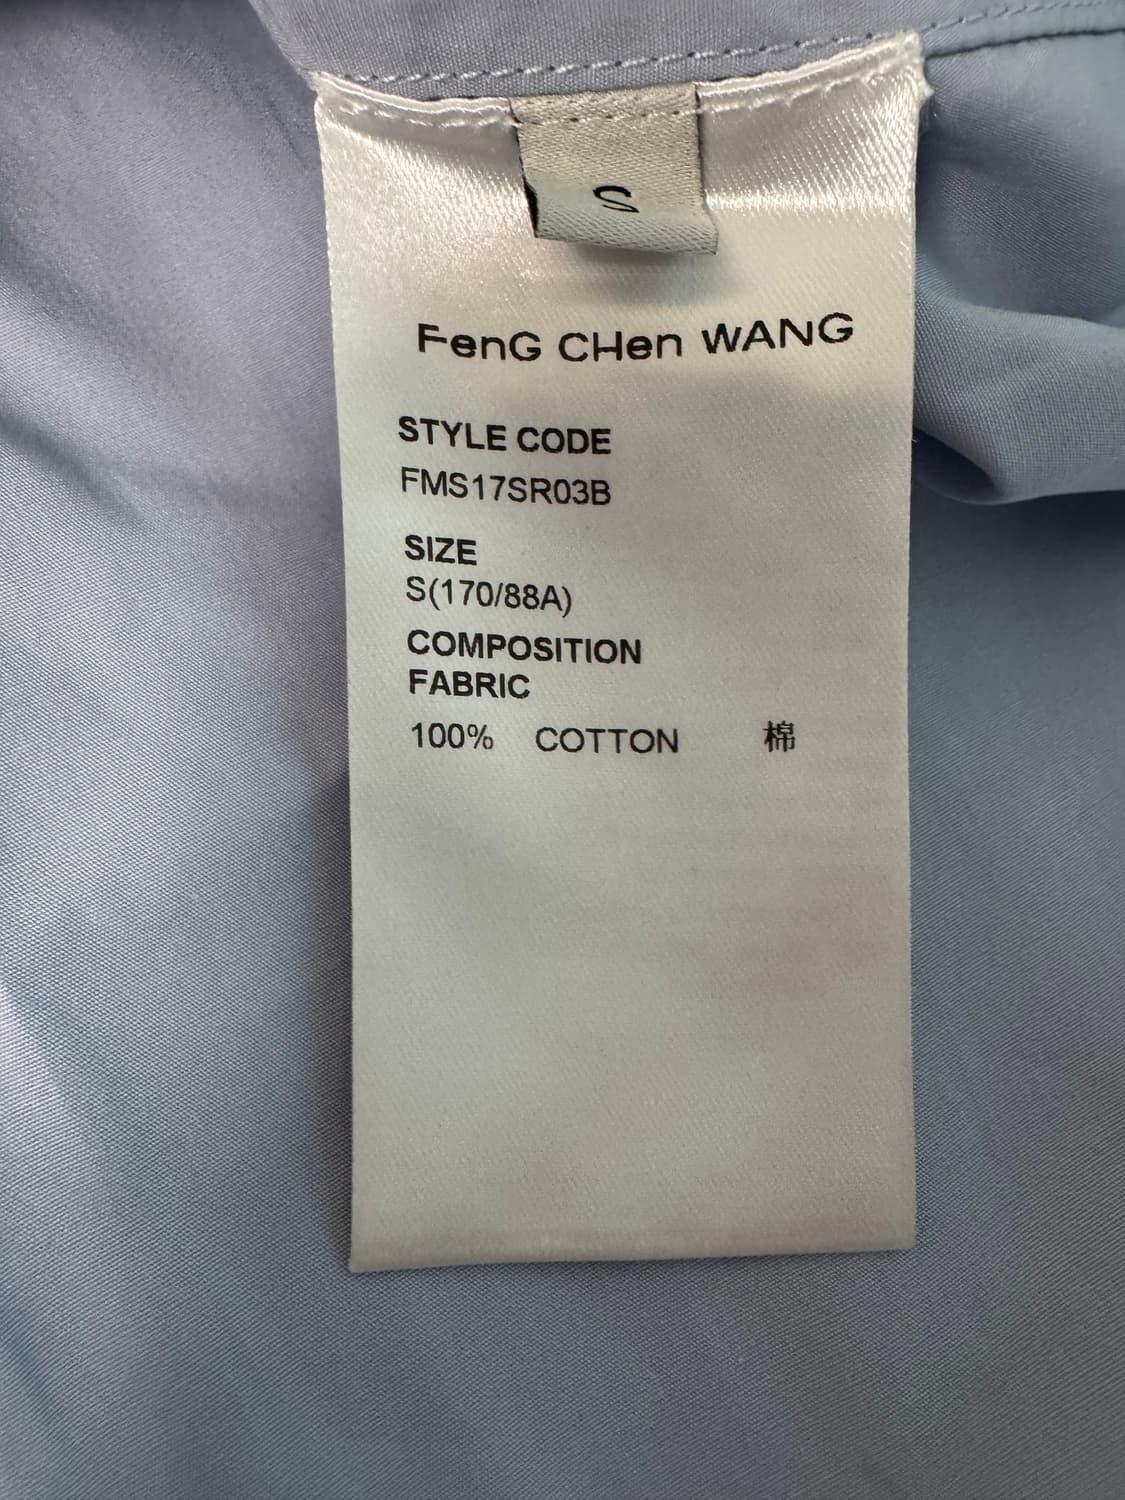 S
FenG CHen WANG
STYLE CODE
FMS17SR03B
SIZE
S(170/88A)
COMPOSITION
FABRIC
100% COTTON 棉